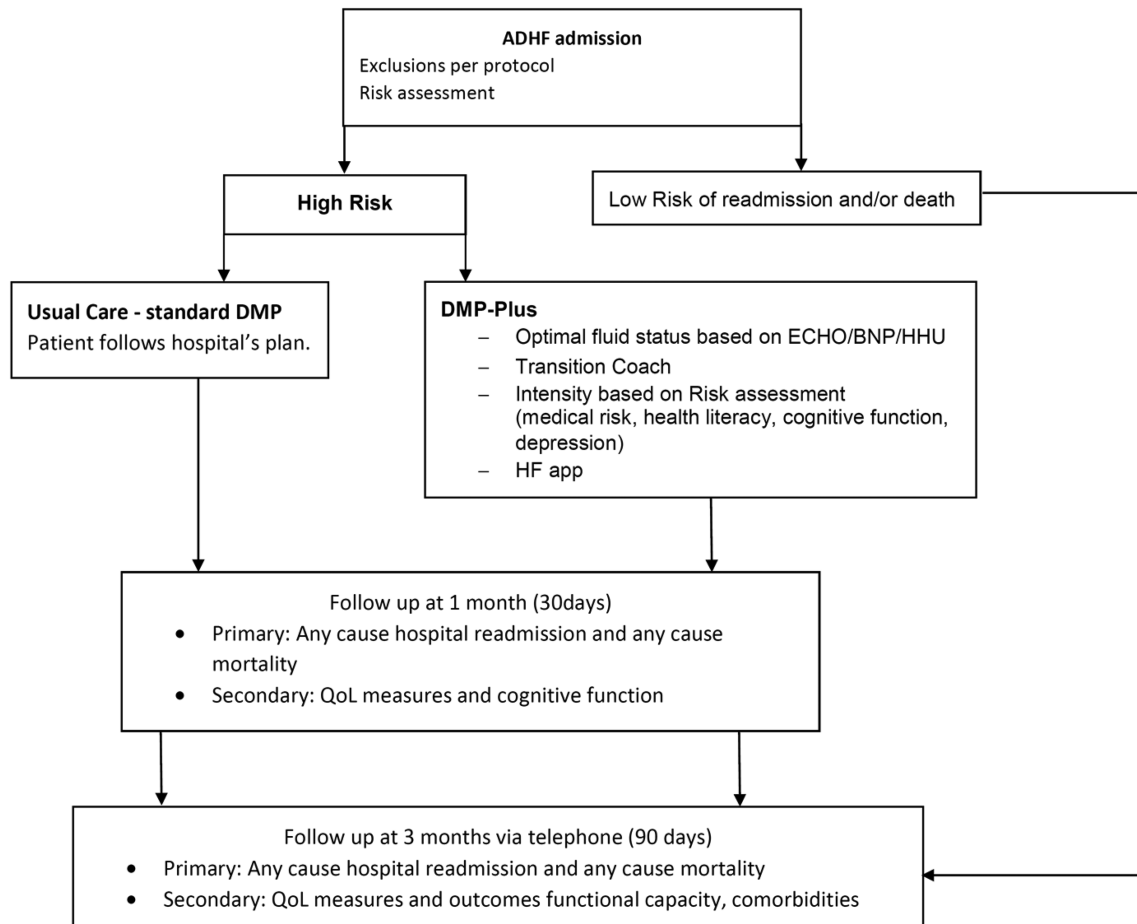 ADHF admission
Exclusions per protocol
Risk assessment
High Risk
Low Risk of readmission and/or death
Usual Care - standard DMP
Patient follows hospital's plan.
DMP-Plus
– Optimal fluid status based on ECHO/BNP/HHU
– Transition Coach
– Intensity based on Risk assessment
(medical risk, health literacy, cognitive function,
depression)
– HF app
Follow up at 1 month (30days)
• Primary: Any cause hospital readmission and any cause
mortality
• Secondary: QoL measures and cognitive function
Follow up at 3 months via telephone (90 days)
• Primary: Any cause hospital readmission and any cause mortality
• Secondary: QoL measures and outcomes functional capacity, comorbidities